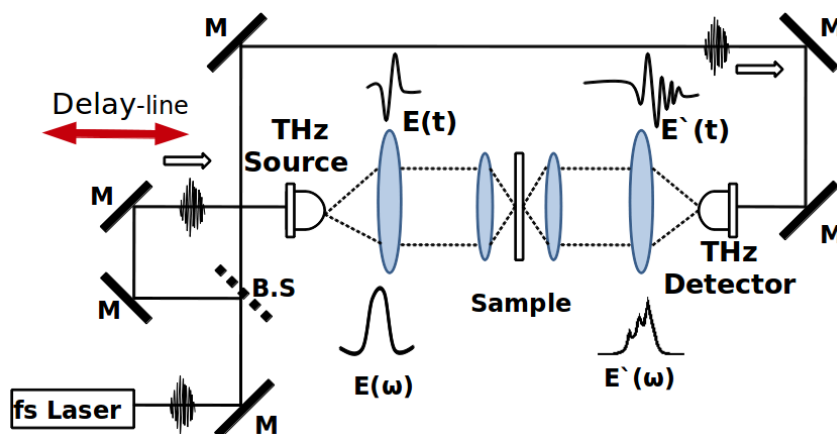 M
M
Delay-line
THz
Source
E(t)
E`(t)
M
M
THz
Detector
B.S
M
Sample
E(ω)
E`(ω)
fs Laser
M